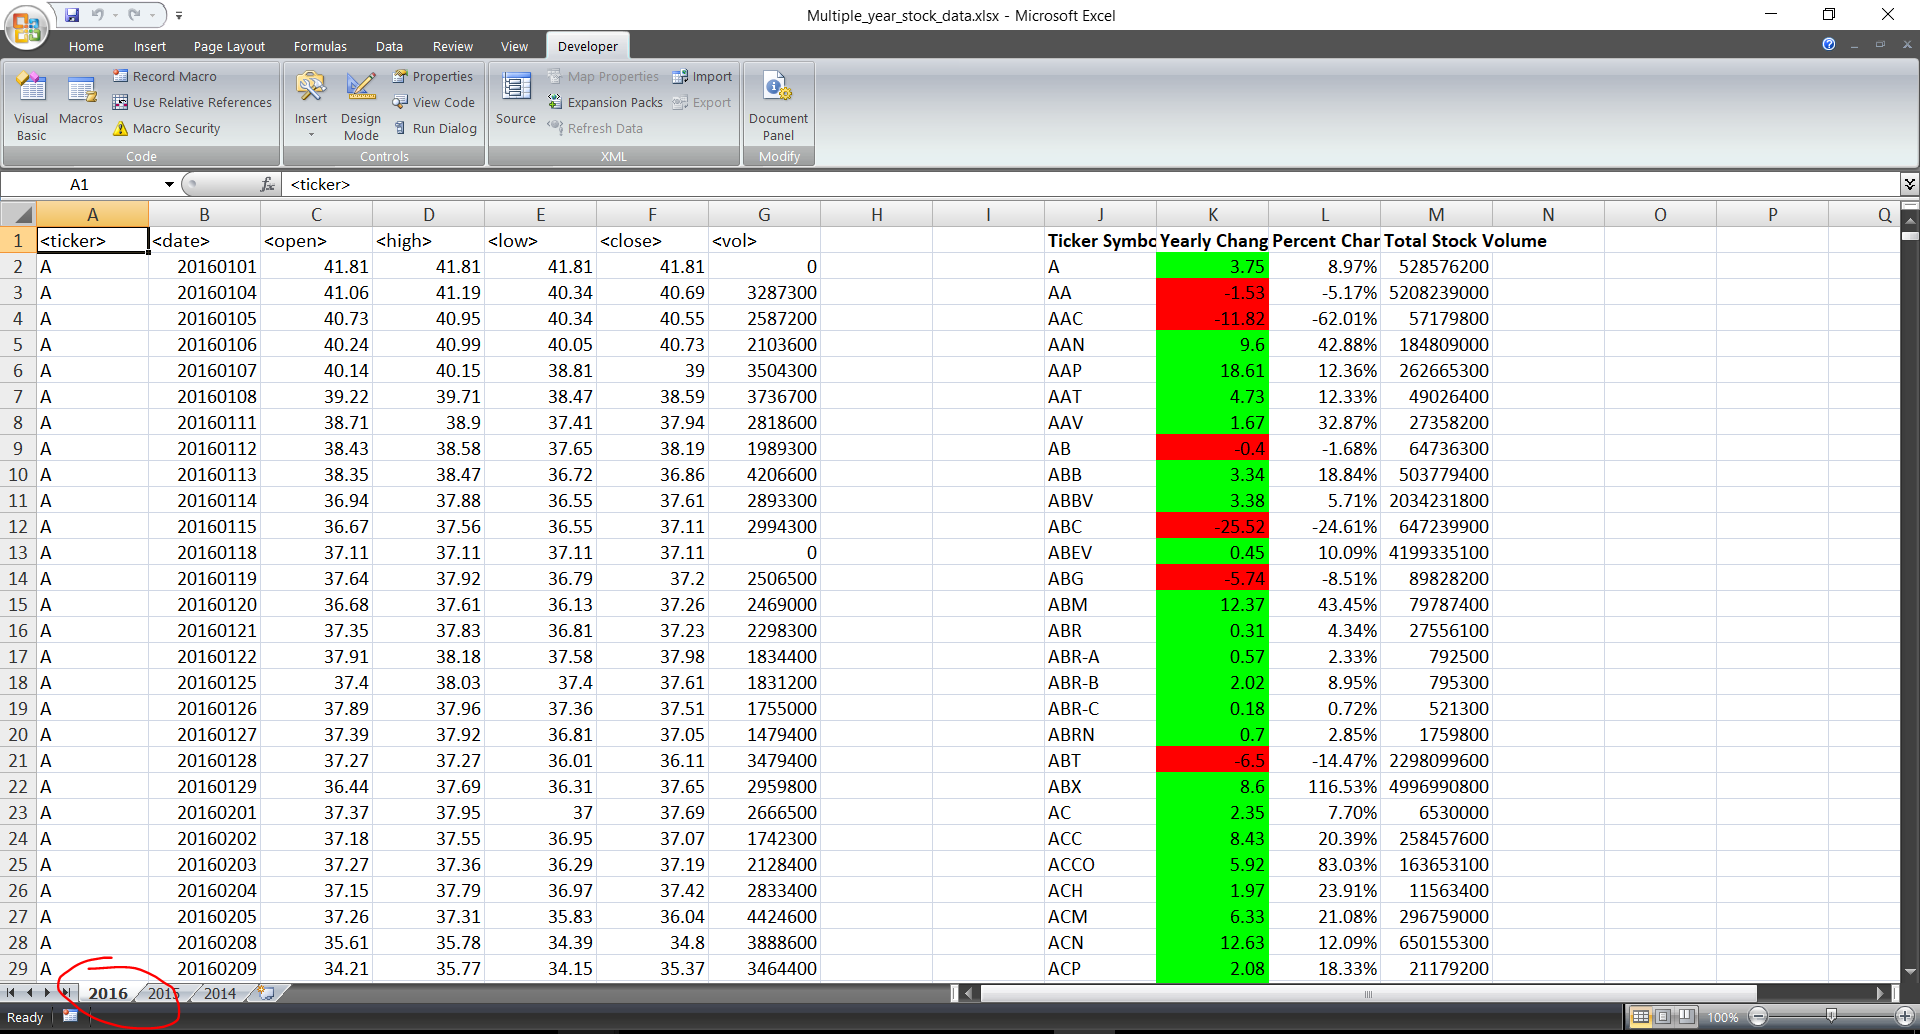 Multiple_year_stock_data.xlsx - Microsoft Excel
Home Insert Page Layout Formulas Data Review View Developer
Visual Basic
Macros
Record Macro
Use Relative References
Macro Security
Code
Insert
Design Mode
Properties
View Code
Run Dialog
Controls
Source
Map Properties
Expansion Packs
Refresh Data
Import
Export
XML
Document Panel
Modify
A1 fx <ticker>
A B C D E F G H I J K L M N O P Q
1 <ticker> <date> <open> <high> <low> <close> <vol> Ticker Symbo Yearly Chang Percent Char Total Stock Volume
2 A 20160101 41.81 41.81 41.81 41.81 0 A 3.75 8.97% 528576200
3 A 20160104 41.06 41.19 40.34 40.69 3287300 AA -1.53 -5.17% 5208239000
4 A 20160105 40.73 40.95 40.34 40.55 2587200 AAC -11.82 -62.01% 57179800
5 A 20160106 40.24 40.99 40.05 40.73 2103600 AAN 9.6 42.88% 184809000
6 A 20160107 40.14 40.15 38.81 39 3504300 AAP 18.61 12.36% 262665300
7 A 20160108 39.22 39.71 38.47 38.59 3736700 AAT 4.73 12.33% 49026400
8 A 20160111 38.71 38.9 37.41 37.94 2818600 AAV 1.67 32.87% 27358200
9 A 20160112 38.43 38.58 37.65 38.19 1989300 AB -0.4 -1.68% 64736300
10 A 20160113 38.35 38.47 36.72 36.86 4206600 ABB 3.34 18.84% 503779400
11 A 20160114 36.94 37.88 36.55 37.61 2893300 ABBV 3.38 5.71% 2034231800
12 A 20160115 36.67 37.56 36.55 37.11 2994300 ABC -25.52 -24.61% 647239900
13 A 20160118 37.11 37.11 37.11 37.11 0 ABEV 0.45 10.09% 4199335100
14 A 20160119 37.64 37.92 36.79 37.2 2506500 ABG -5.74 -8.51% 89828200
15 A 20160120 36.68 37.61 36.13 37.26 2469000 ABM 12.37 43.45% 79787400
16 A 20160121 37.35 37.83 36.81 37.23 2298300 ABR 0.31 4.34% 27556100
17 A 20160122 37.91 38.18 37.58 37.98 1834400 ABR-A 0.57 2.33% 792500
18 A 20160125 37.4 38.03 37.4 37.61 1831200 ABR-B 2.02 8.95% 795300
19 A 20160126 37.89 37.96 37.36 37.51 1755000 ABR-C 0.18 0.72% 521300
20 A 20160127 37.39 37.92 36.81 37.05 1479400 ABRN 0.7 2.85% 1759800
21 A 20160128 37.27 37.27 36.01 36.11 3479400 ABT -6.5 -14.47% 2298099600
22 A 20160129 36.44 37.69 36.31 37.65 2959800 ABX 8.6 116.53% 4996990800
23 A 20160201 37.37 37.95 37 37.69 2666500 AC 2.35 7.70% 6530000
24 A 20160202 37.18 37.55 36.95 37.07 1742300 ACC 8.43 20.39% 258457600
25 A 20160203 37.27 37.36 36.29 37.19 2128400 ACCO 5.92 83.03% 163653100
26 A 20160204 37.15 37.79 36.97 37.42 2833400 ACH 1.97 23.91% 11563400
27 A 20160205 37.26 37.31 35.83 36.04 4424600 ACM 6.33 21.08% 296759000
28 A 20160208 35.61 35.78 34.39 34.8 3888600 ACN 12.63 12.09% 650155300
29 A 20160209 34.21 35.77 34.15 35.37 3464400 ACP 2.08 18.33% 21179200
2016 2015 2014
Ready 100%